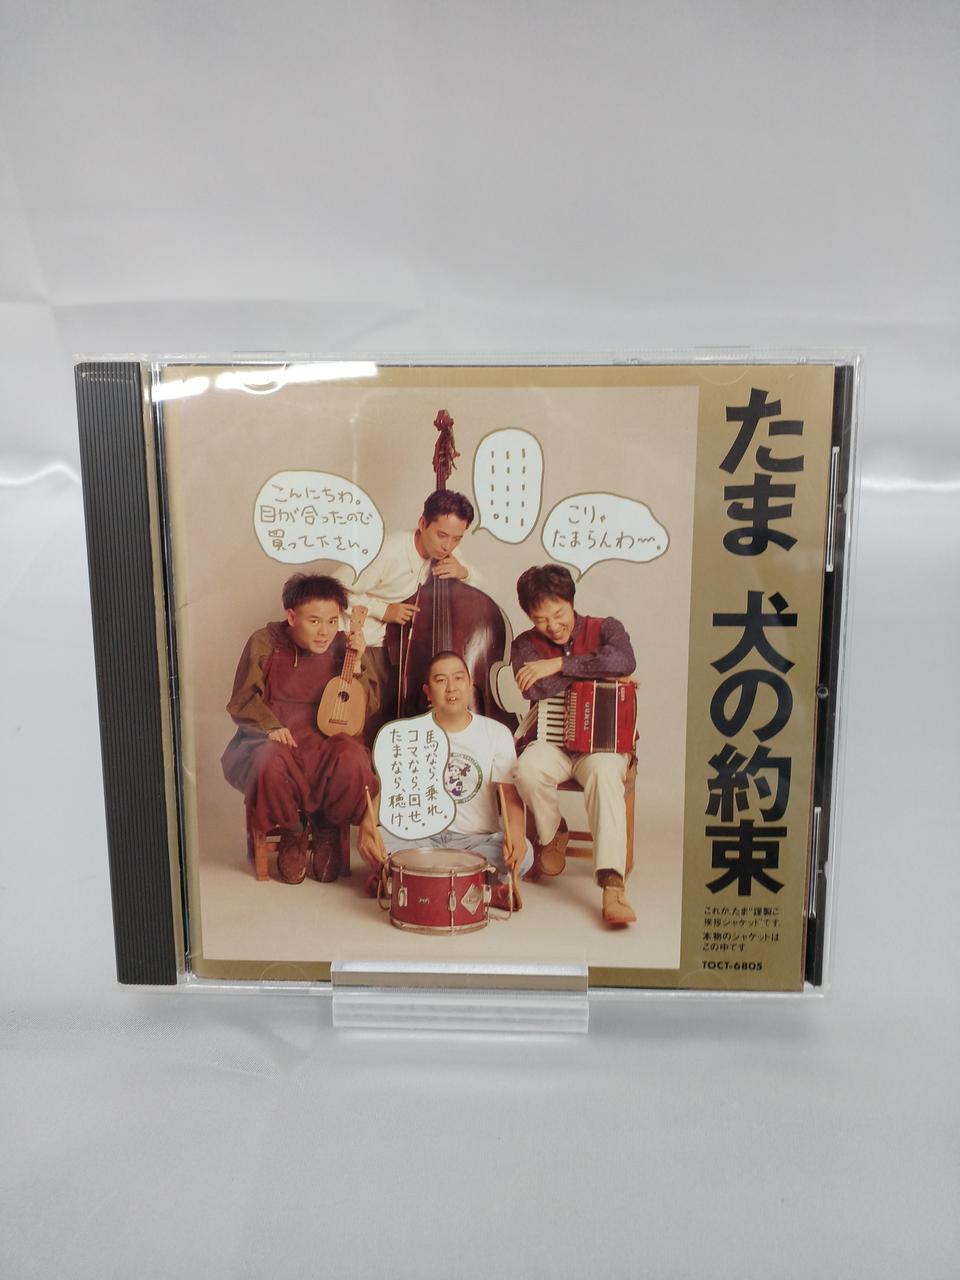 たま 犬の約束
こんにちわ。
目が合ったので
買って下さい。
・・・・・・・・・・・・・・・・・・・・。
こりゃ
たまらんわ〜。
馬なら、乗れ。
コマなら、回せ。
たまなら、聴け。
TOMBO
これが、たま“謹製ご
挨拶ジャケット”です。
本物のジャケットは
この中です。
TOCT-6805